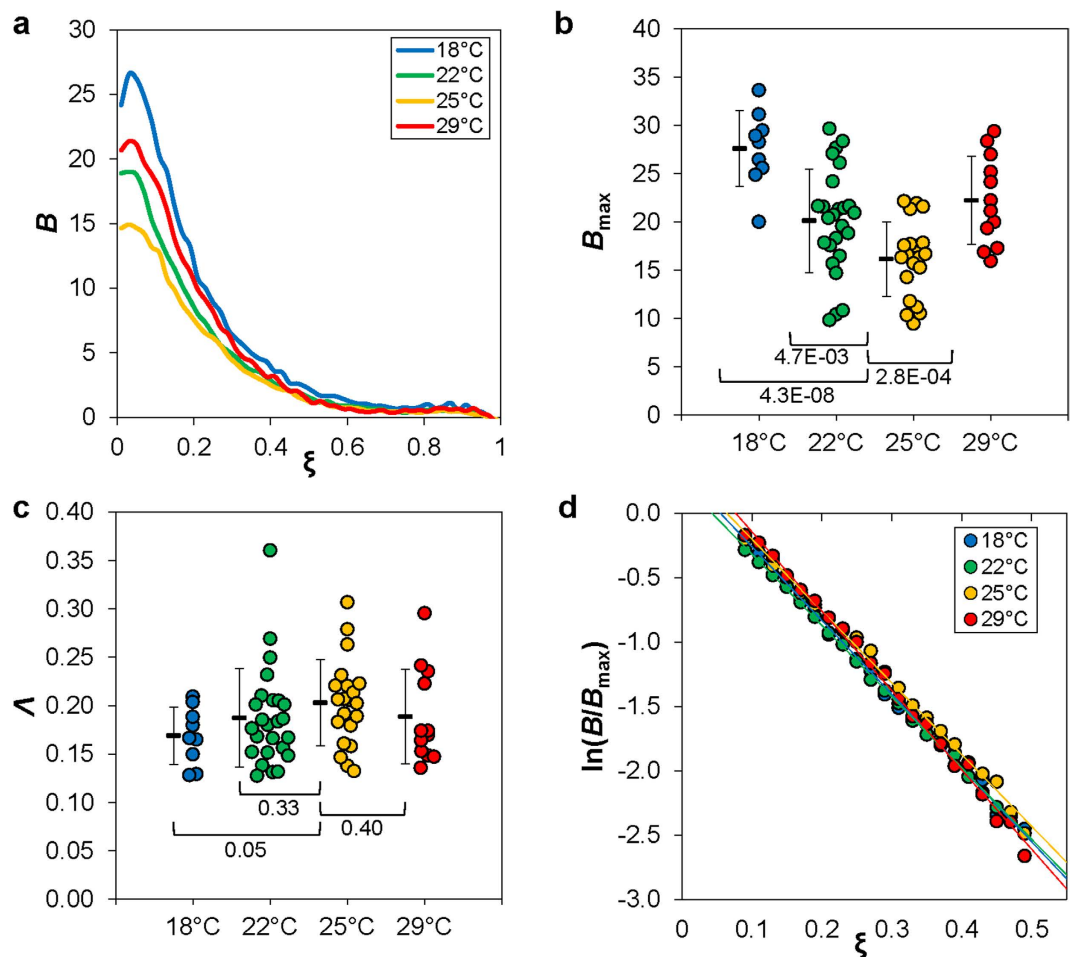 a
30
25
20
15
10
5
0
B
0
0.2
0.4
0.6
0.8
1
ξ
18°C
22°C
25°C
29°C
b
40
35
30
25
20
15
10
5
0
Bmax
4.7E-03
2.8E-04
4.3E-08
18°C
22°C
25°C
29°C
c
0.40
0.35
0.30
0.25
0.20
0.15
0.10
0.05
0.00
Λ
0.33
0.40
0.05
18°C
22°C
25°C
29°C
d
0.0
-0.5
-1.0
-1.5
-2.0
-2.5
-3.0
ln(B/Bmax)
18°C
22°C
25°C
29°C
0
0.1
0.2
0.3
0.4
0.5
ξ